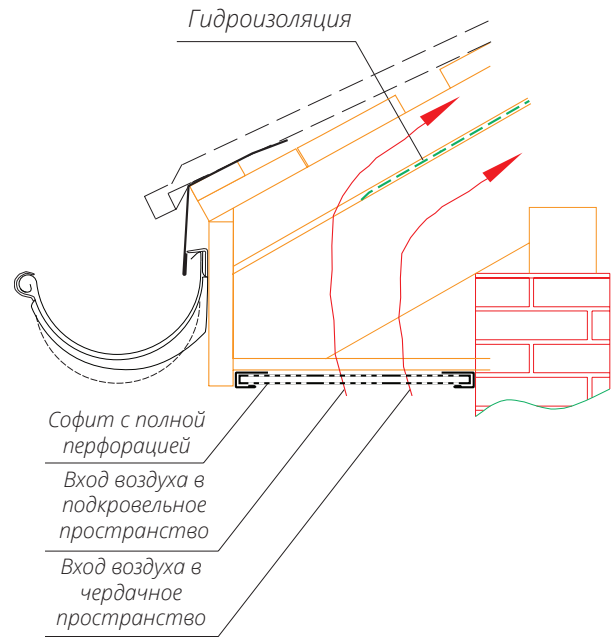 Гидроизоляция
Софит с полной
перфорацией
Вход воздуха в
подкровельное
пространство
Вход воздуха в
чердачное
пространство